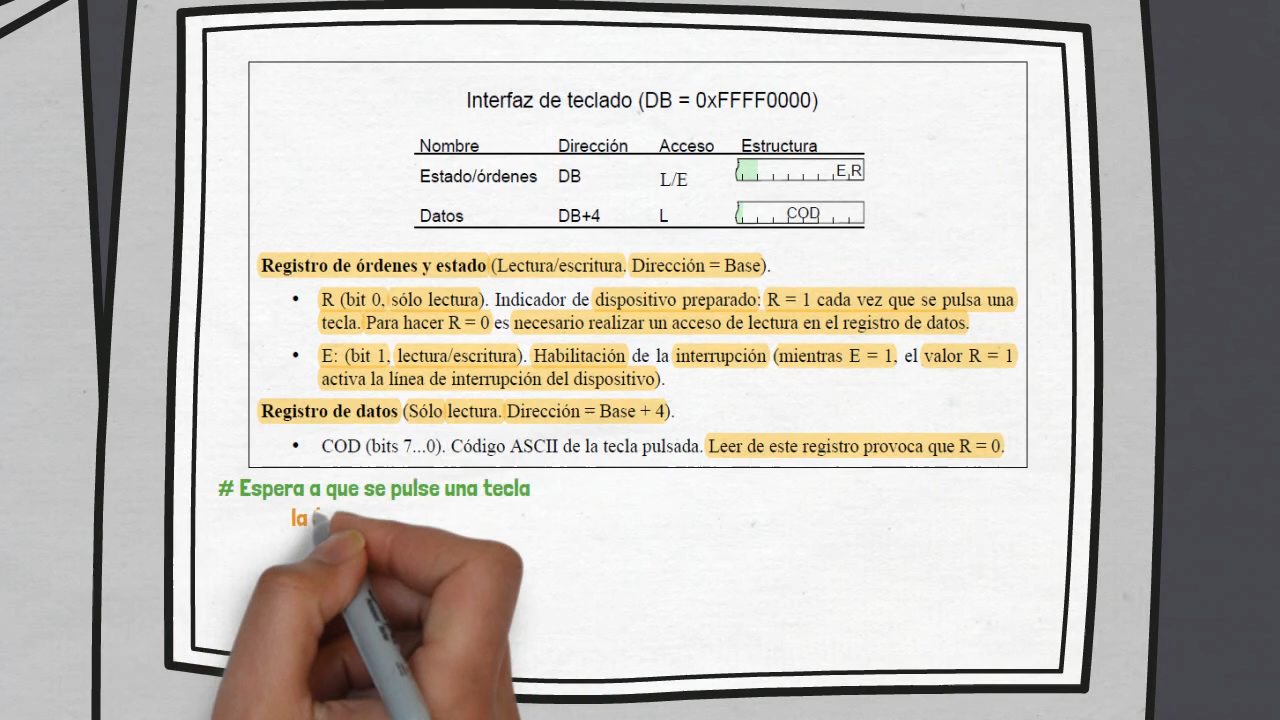 Interfaz de teclado (DB = 0xFFFF0000)
Nombre Dirección Acceso Estructura
Estado/órdenes DB L/E E R
Datos DB+4 L COD
Registro de órdenes y estado (Lectura/escritura. Dirección = Base).
• R (bit 0, sólo lectura). Indicador de dispositivo preparado: R = 1 cada vez que se pulsa una
tecla. Para hacer R = 0 es necesario realizar un acceso de lectura en el registro de datos.
• E: (bit 1, lectura/escritura). Habilitación de la interrupción (mientras E = 1, el valor R = 1
activa la línea de interrupción del dispositivo).
Registro de datos (Sólo lectura. Dirección = Base + 4).
• COD (bits 7...0). Código ASCII de la tecla pulsada. Leer de este registro provoca que R = 0.
# Espera a que se pulse una tecla
la